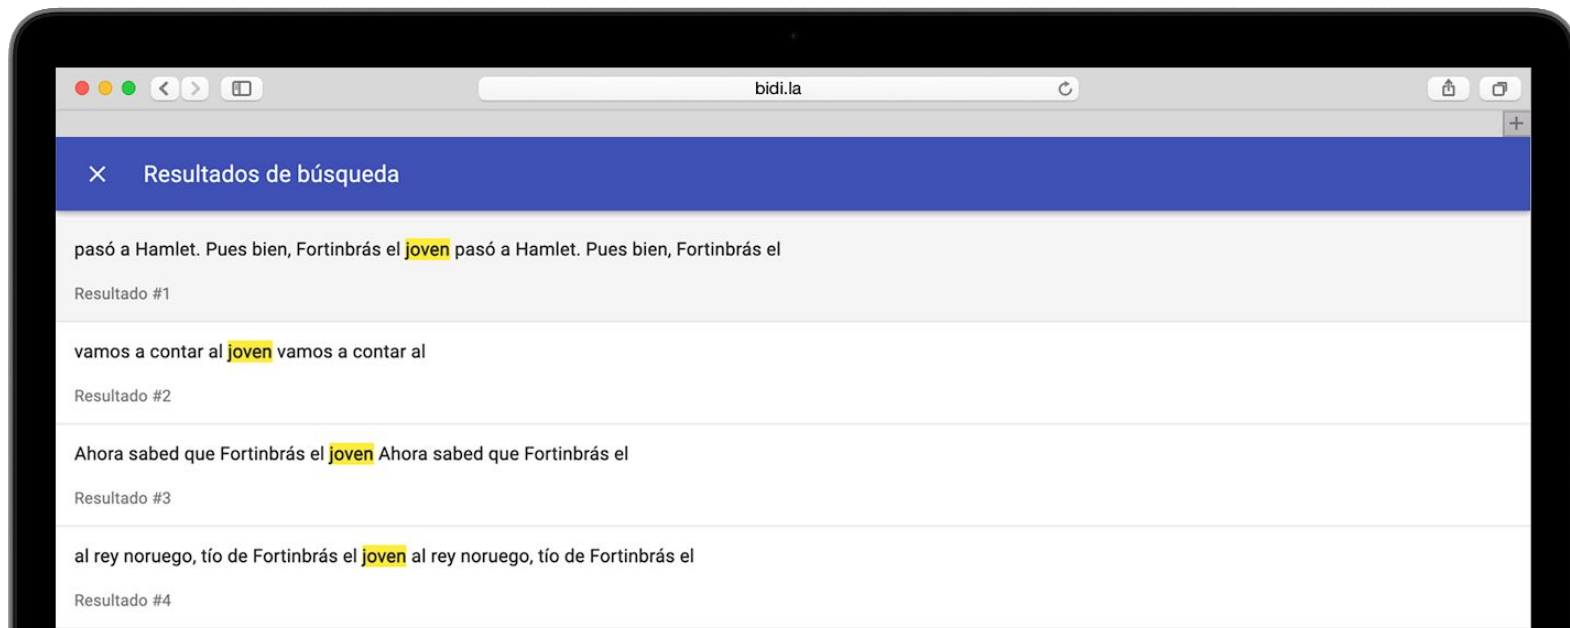 bidi.la
Resultados de búsqueda
pasó a Hamlet. Pues bien, Fortinbrás el joven pasó a Hamlet. Pues bien, Fortinbrás el
Resultado #1
vamos a contar al joven vamos a contar al
Resultado #2
Ahora sabed que Fortinbrás el joven Ahora sabed que Fortinbrás el
Resultado #3
al rey noruego, tío de Fortinbrás el joven al rey noruego, tío de Fortinbrás el
Resultado #4